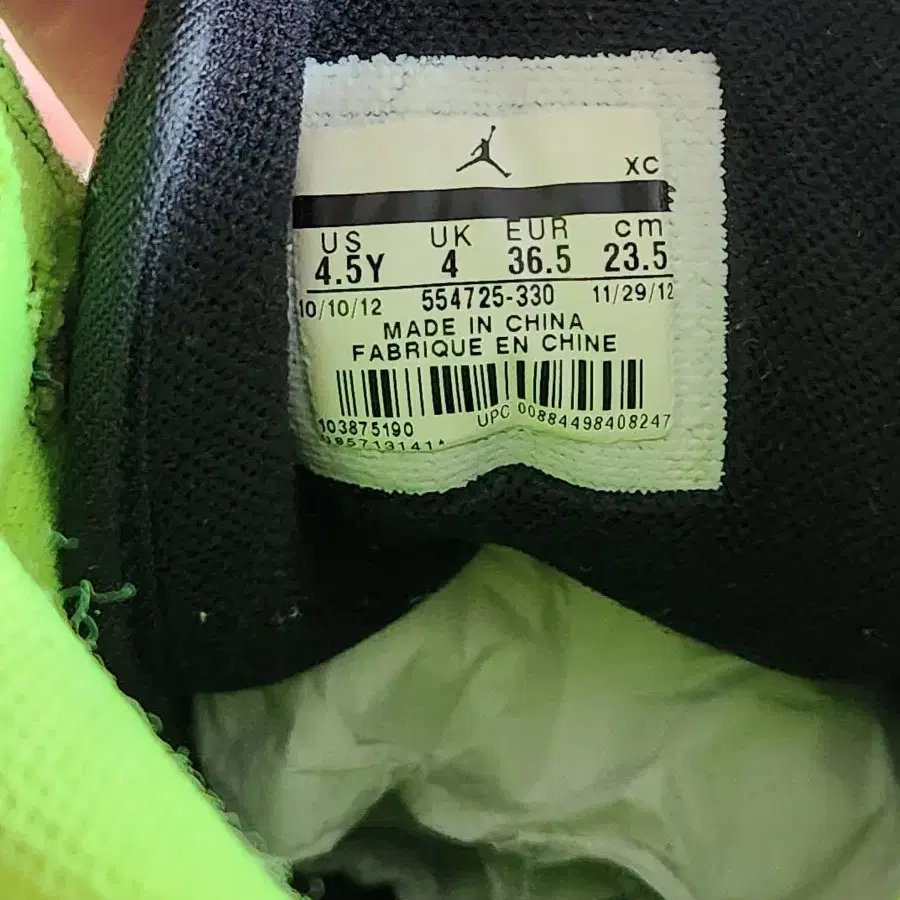 XC
US UK EUR cm
4.5Y 4 36.5 23.5
10/10/12 554725-330 11/29/12
MADE IN CHINA
FABRIQUE EN CHINE
103875190 UPC 00884498408247